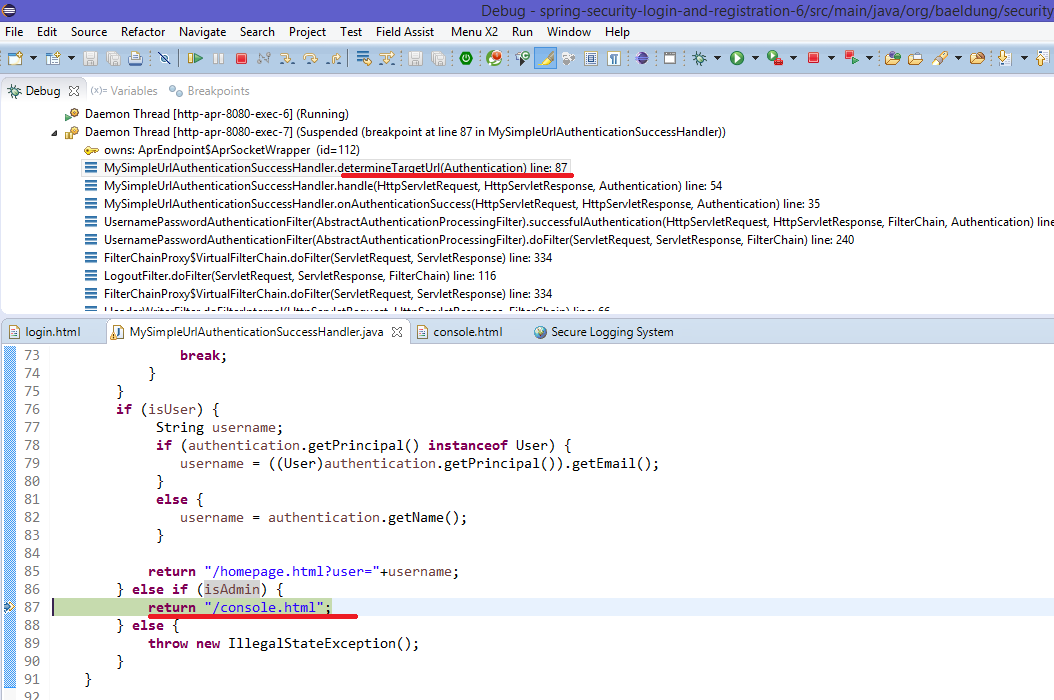 Debug - spring-security-login-and-registration-6/src/main/java/org/baeldung/security
File Edit Source Refactor Navigate Search Project Test Field Assist Menu X2 Run Window Help
Debug (x)= Variables Breakpoints
Daemon Thread [http-apr-8080-exec-6] (Running)
Daemon Thread [http-apr-8080-exec-7] (Suspended (breakpoint at line 87 in MySimpleUrlAuthenticationSuccessHandler))
owns: AprEndpoint$AprSocketWrapper (id=112)
MySimpleUrlAuthenticationSuccessHandler.determineTargetUrl(Authentication) line: 87
MySimpleUrlAuthenticationSuccessHandler.handle(HttpServletRequest, HttpServletResponse, Authentication) line: 54
MySimpleUrlAuthenticationSuccessHandler.onAuthenticationSuccess(HttpServletRequest, HttpServletResponse, Authentication) line: 35
UsernamePasswordAuthenticationFilter(AbstractAuthenticationProcessingFilter).successfulAuthentication(HttpServletRequest, HttpServletResponse, FilterChain, Authentication) line
UsernamePasswordAuthenticationFilter(AbstractAuthenticationProcessingFilter).doFilter(ServletRequest, ServletResponse, FilterChain) line: 240
FilterChainProxy$VirtualFilterChain.doFilter(ServletRequest, ServletResponse) line: 334
LogoutFilter.doFilter(ServletRequest, ServletResponse, FilterChain) line: 116
FilterChainProxy$VirtualFilterChain.doFilter(ServletRequest, ServletResponse) line: 334
HeaderWriterFilter.doFilterInternal(HttpServletRequest, HttpServletResponse, FilterChain) line: 66
login.html MySimpleUrlAuthenticationSuccessHandler.java console.html Secure Logging System
73 break;
74 }
75 }
76 if (isUser) {
77 String username;
78 if (authentication.getPrincipal() instanceof User) {
79 username = ((User)authentication.getPrincipal()).getEmail();
80 }
81 else {
82 username = authentication.getName();
83 }
84
85 return "/homepage.html?user="+username;
86 } else if (isAdmin) {
87 return "/console.html";
88 } else {
89 throw new IllegalStateException();
90 }
91 }
92